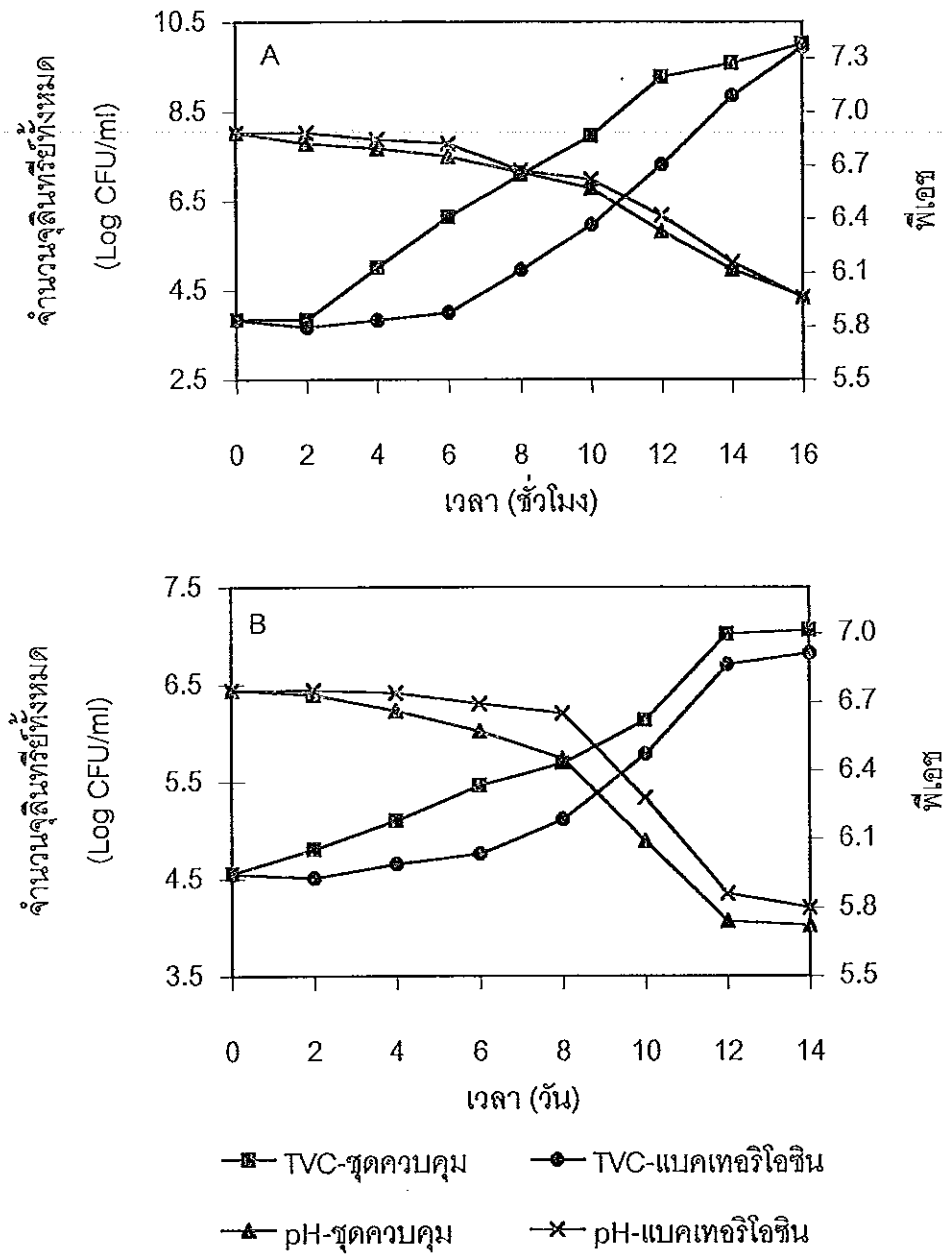 A
จำนวนจุลินทรีย์ทั้งหมด
(Log CFU/ml)
10.5
8.5
6.5
4.5
2.5
7.3
7.0
6.7
6.4
6.1
5.8
5.5
พีเอช
0 2 4 6 8 10 12 14 16
เวลา (ชั่วโมง)
B
จำนวนจุลินทรีย์ทั้งหมด
(Log CFU/ml)
7.5
6.5
5.5
4.5
3.5
7.0
6.7
6.4
6.1
5.8
5.5
พีเอช
0 2 4 6 8 10 12 14
เวลา (วัน)
TVC-ชุดควบคุม TVC-แบคเทอริโอซิน
pH-ชุดควบคุม pH-แบคเทอริโอซิน